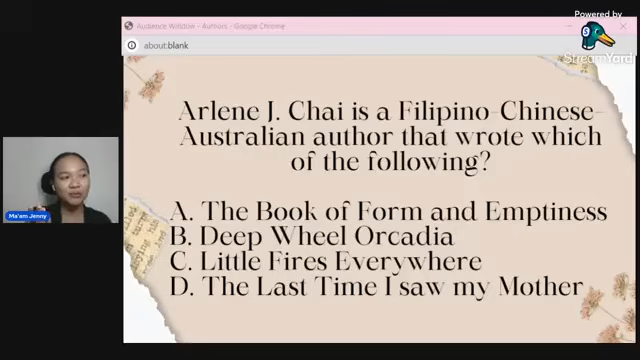 Powered by
StreamYard
Audience Window - Authors - Google Chrome
about:blank
Arlene J. Chai is a Filipino-Chinese-
Australian author that wrote which
of the following?
A. The Book of Form and Emptiness
B. Deep Wheel Orcadia
C. Little Fires Everywhere
D. The Last Time I saw my Mother
Ma'am Jenny